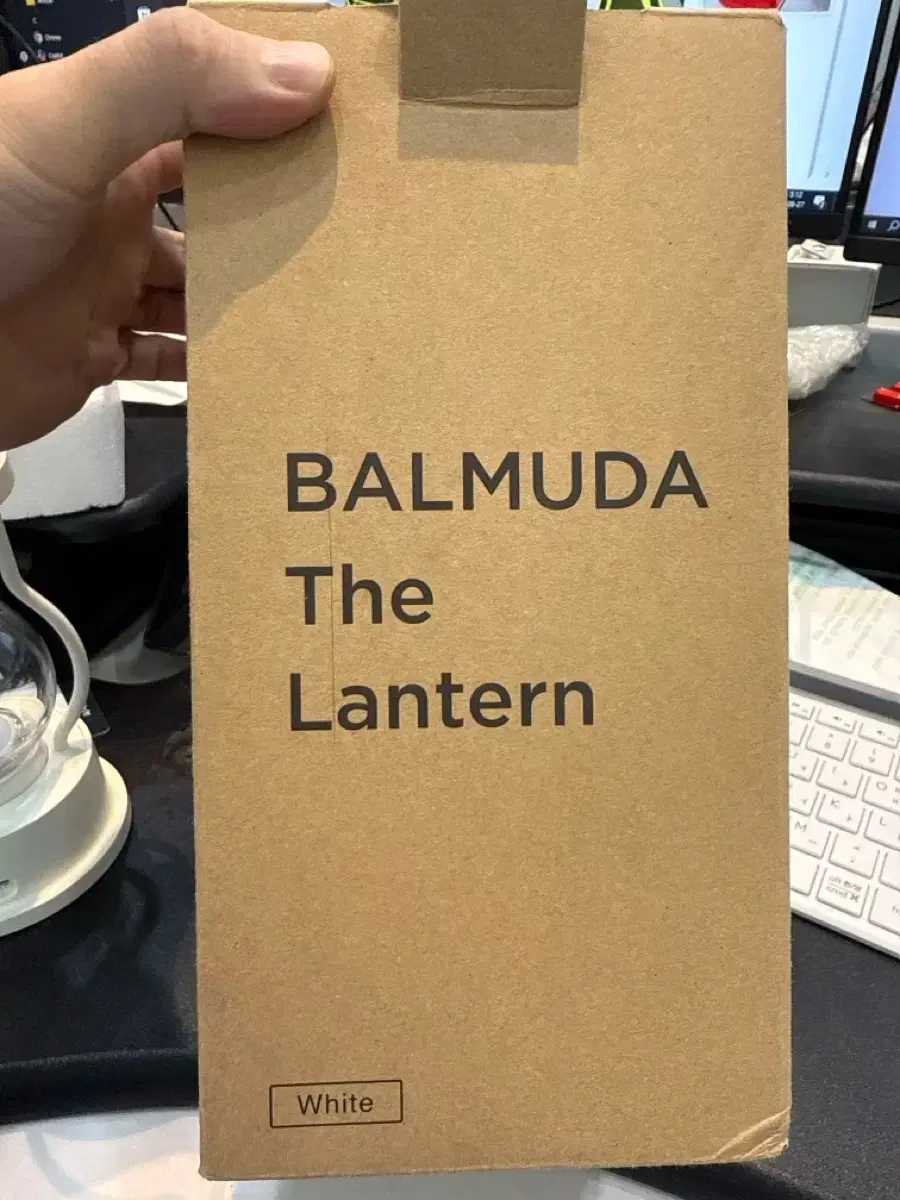 BALMUDA
The
Lantern
White